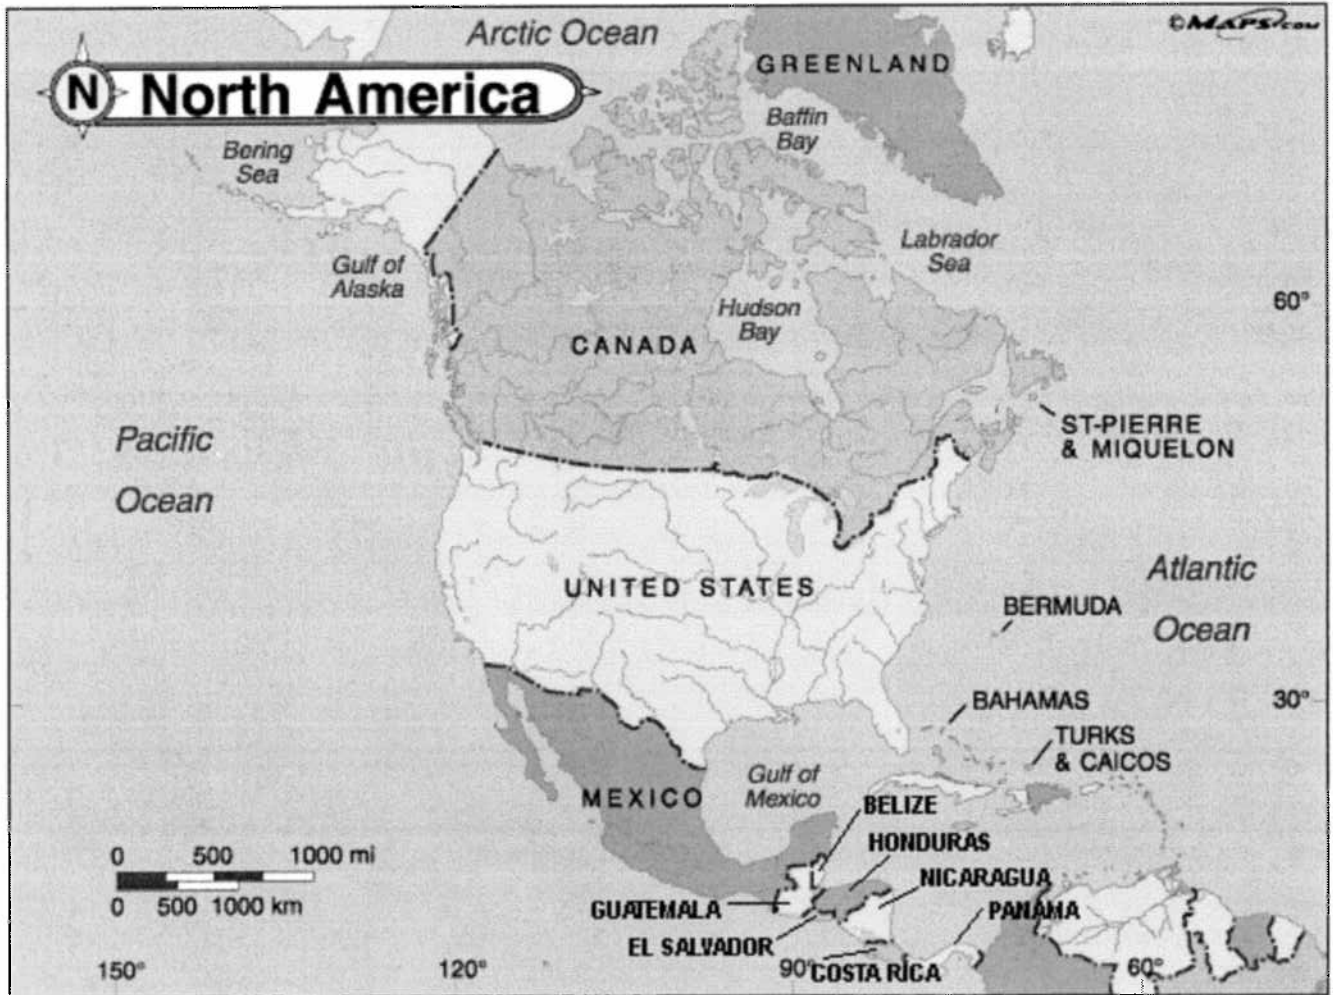 Arctic Ocean
©MAPS.COM
GREENLAND
N North America
Baffin
Bay
Bering
Sea
Labrador
Sea
Gulf of
Alaska
Hudson
Bay
60°
CANADA
ST-PIERRE
& MIQUELON
Pacific
Ocean
UNITED STATES
Atlantic
Ocean
BERMUDA
BAHAMAS
30°
TURKS
& CAICOS
Gulf of
Mexico
MEXICO
BELIZE
HONDURAS
NICARAGUA
GUATEMALA
PANAMA
EL SALVADOR
COSTA RICA
0 500 1000 mi
0 500 1000 km
150° 120° 90° 60°